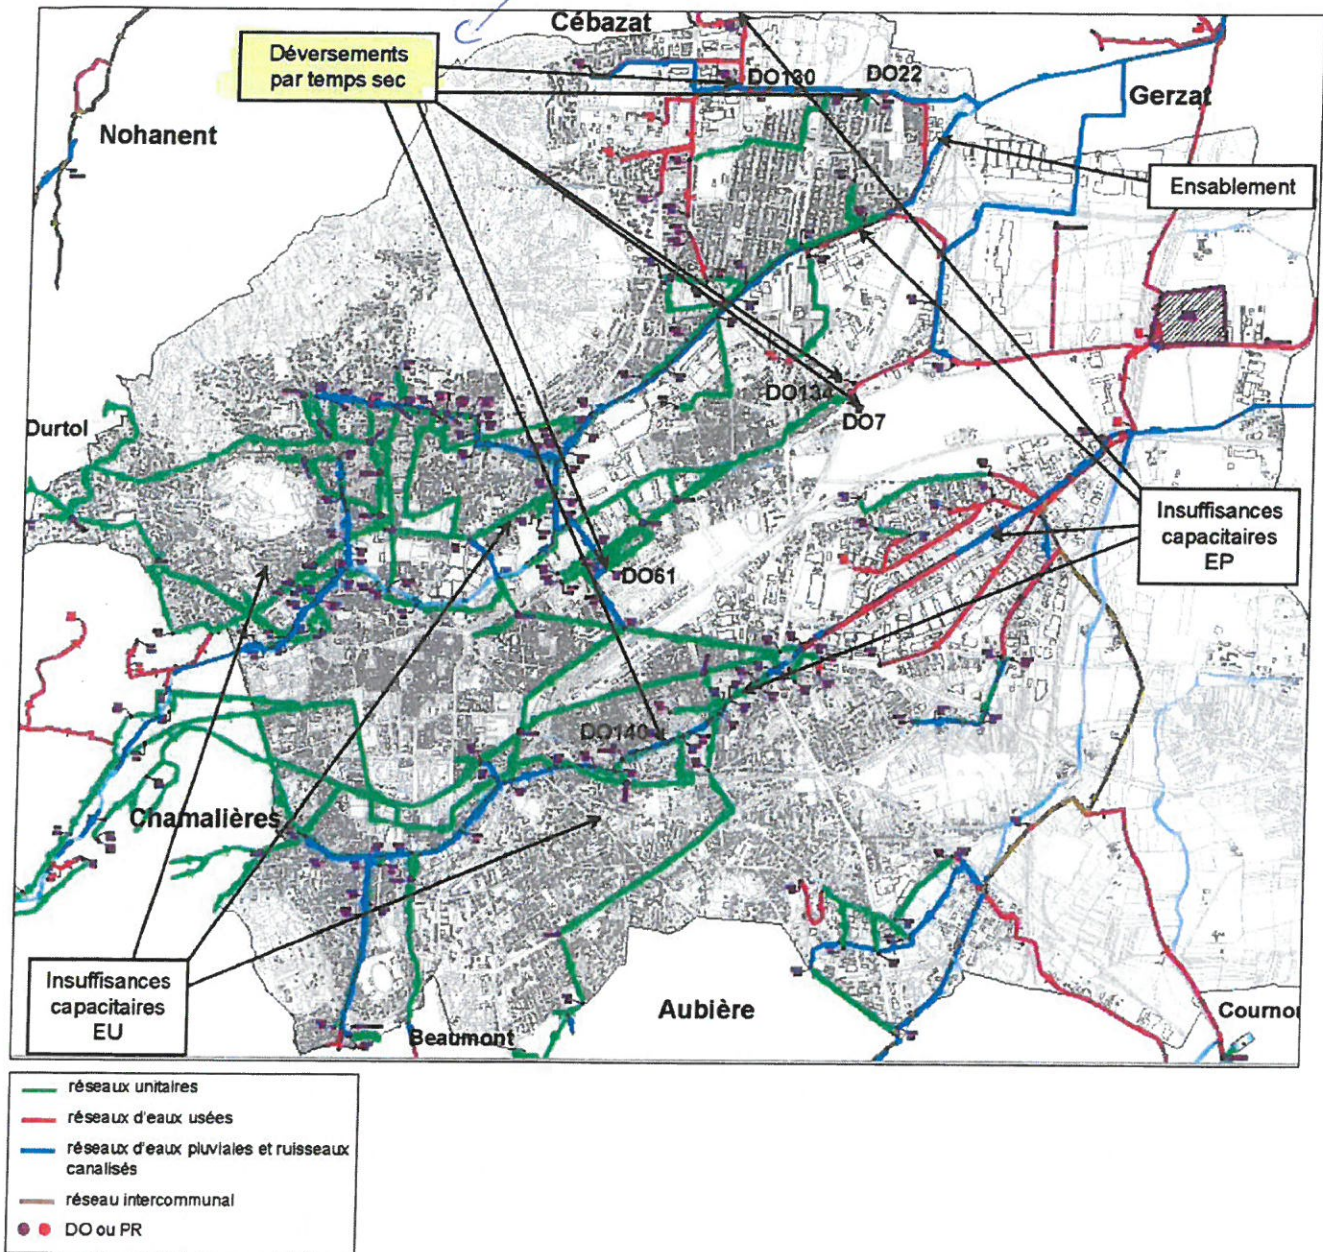 Cébazat
Déversements
par temps sec
DO130
DO22
Gerzat
Nohanent
Ensablement
DO134
DO7
Durtol
Insuffisances
capacitaires
EP
DO61
DO140
Chamalières
Insuffisances
capacitaires
EU
Aubière
Beaumont
Cournon
réseaux unitaires
réseaux d'eaux usées
réseaux d'eaux pluviales et ruisseaux
canalisés
réseau intercommunal
DO ou PR